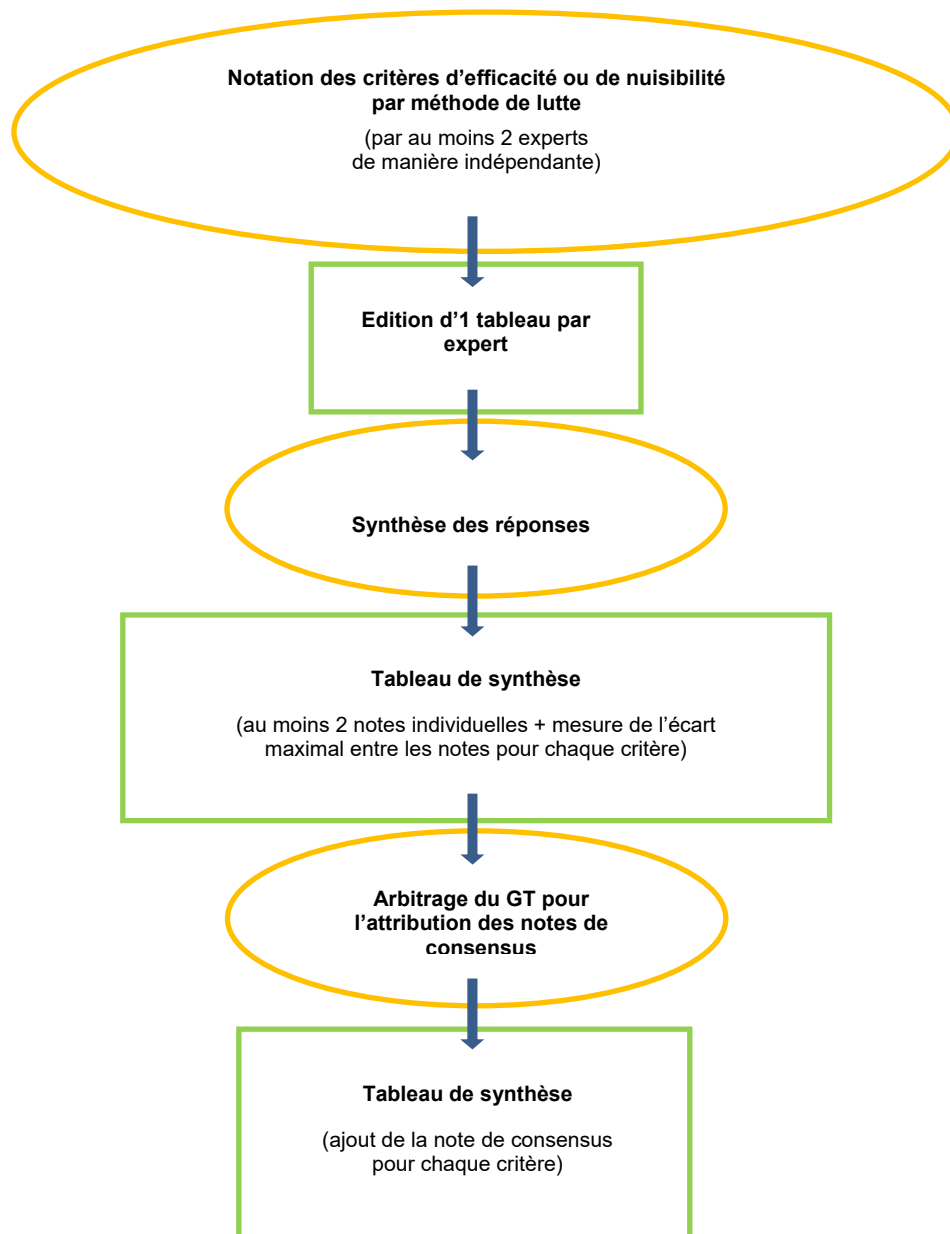 Notation des critères d’efficacité ou de nuisibilité
par méthode de lutte
(par au moins 2 experts
de manière indépendante)
Edition d’1 tableau par
expert
Synthèse des réponses
Tableau de synthèse
(au moins 2 notes individuelles + mesure de l’écart
maximal entre les notes pour chaque critère)
Arbitrage du GT pour
l’attribution des notes de
consensus
Tableau de synthèse
(ajout de la note de consensus
pour chaque critère)